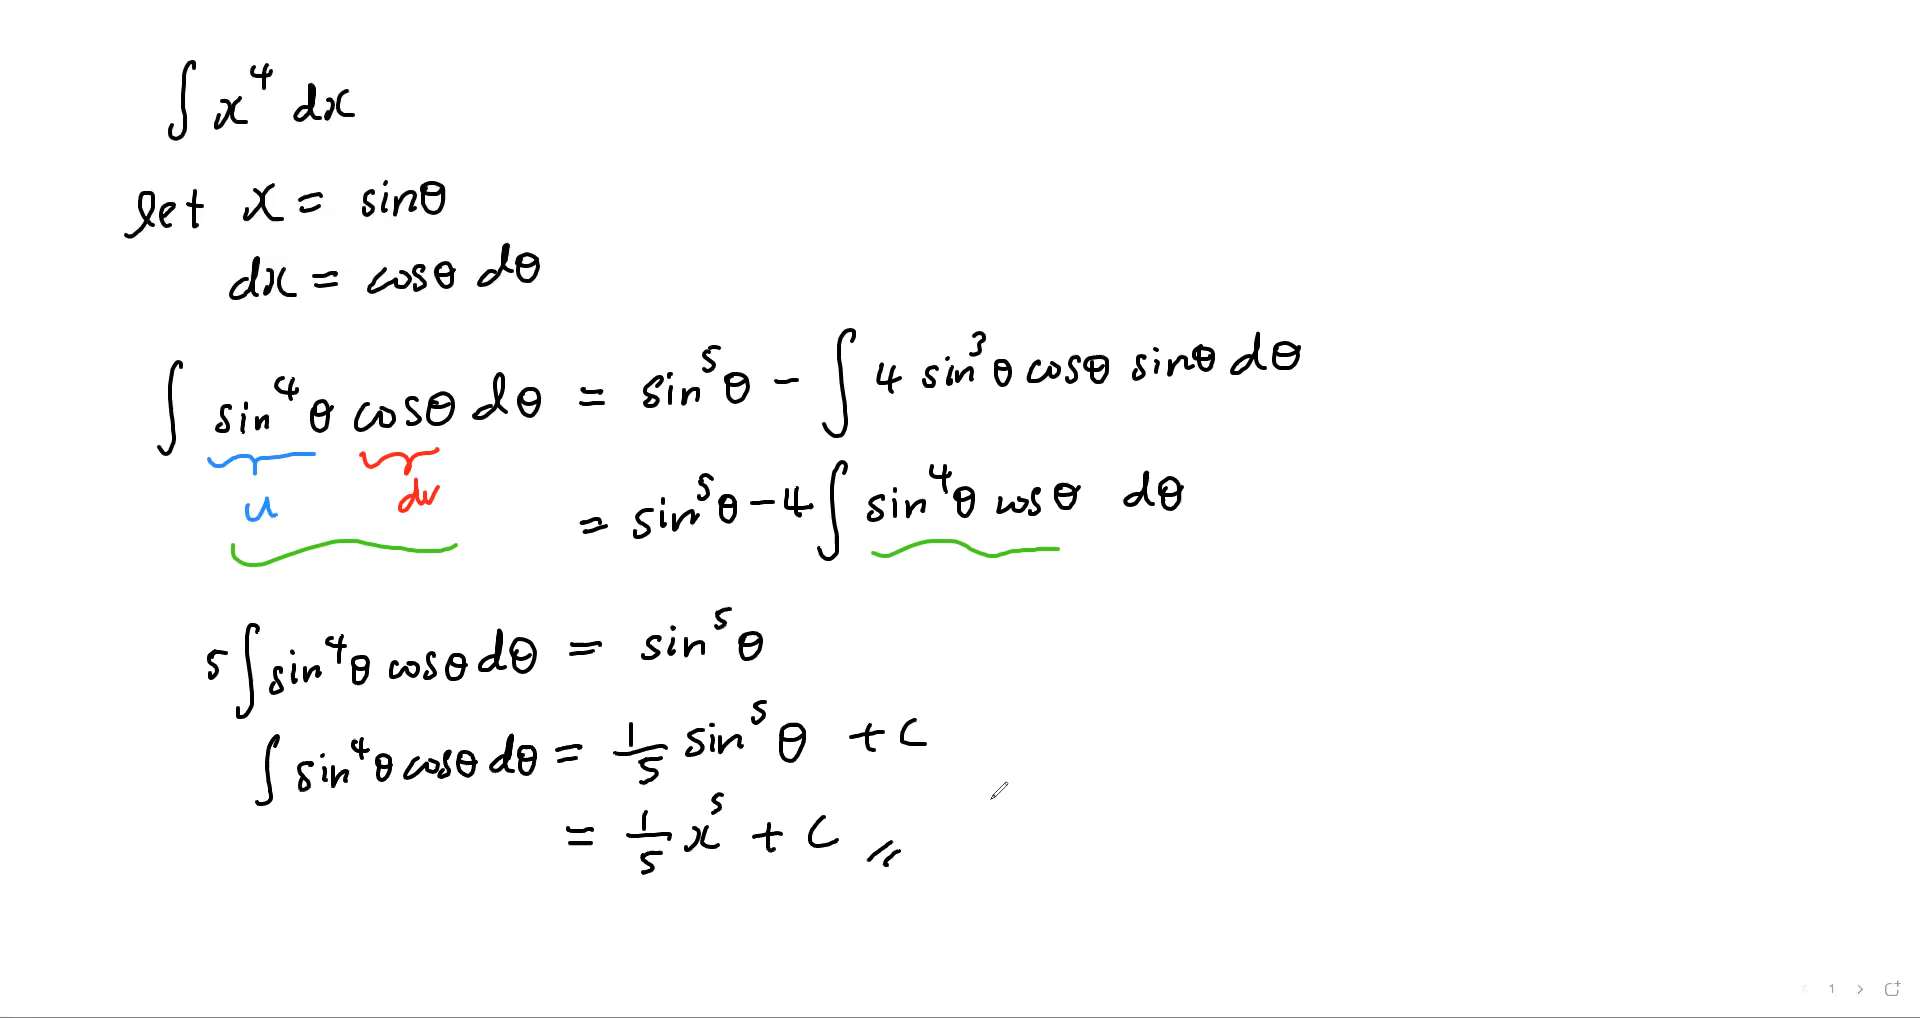 ∫ x⁴ dx
let x = sinθ
dx = cosθ dθ
∫ sin⁴θ cosθ dθ = sin⁵θ - ∫ 4 sin³θ cosθ sinθ dθ
u dv
= sin⁵θ - 4 ∫ sin⁴θ cosθ dθ
5 ∫ sin⁴θ cosθ dθ = sin⁵θ
∫ sin⁴θ cosθ dθ = 1/5 sin⁵θ + C
= 1/5 x⁵ + C //
1